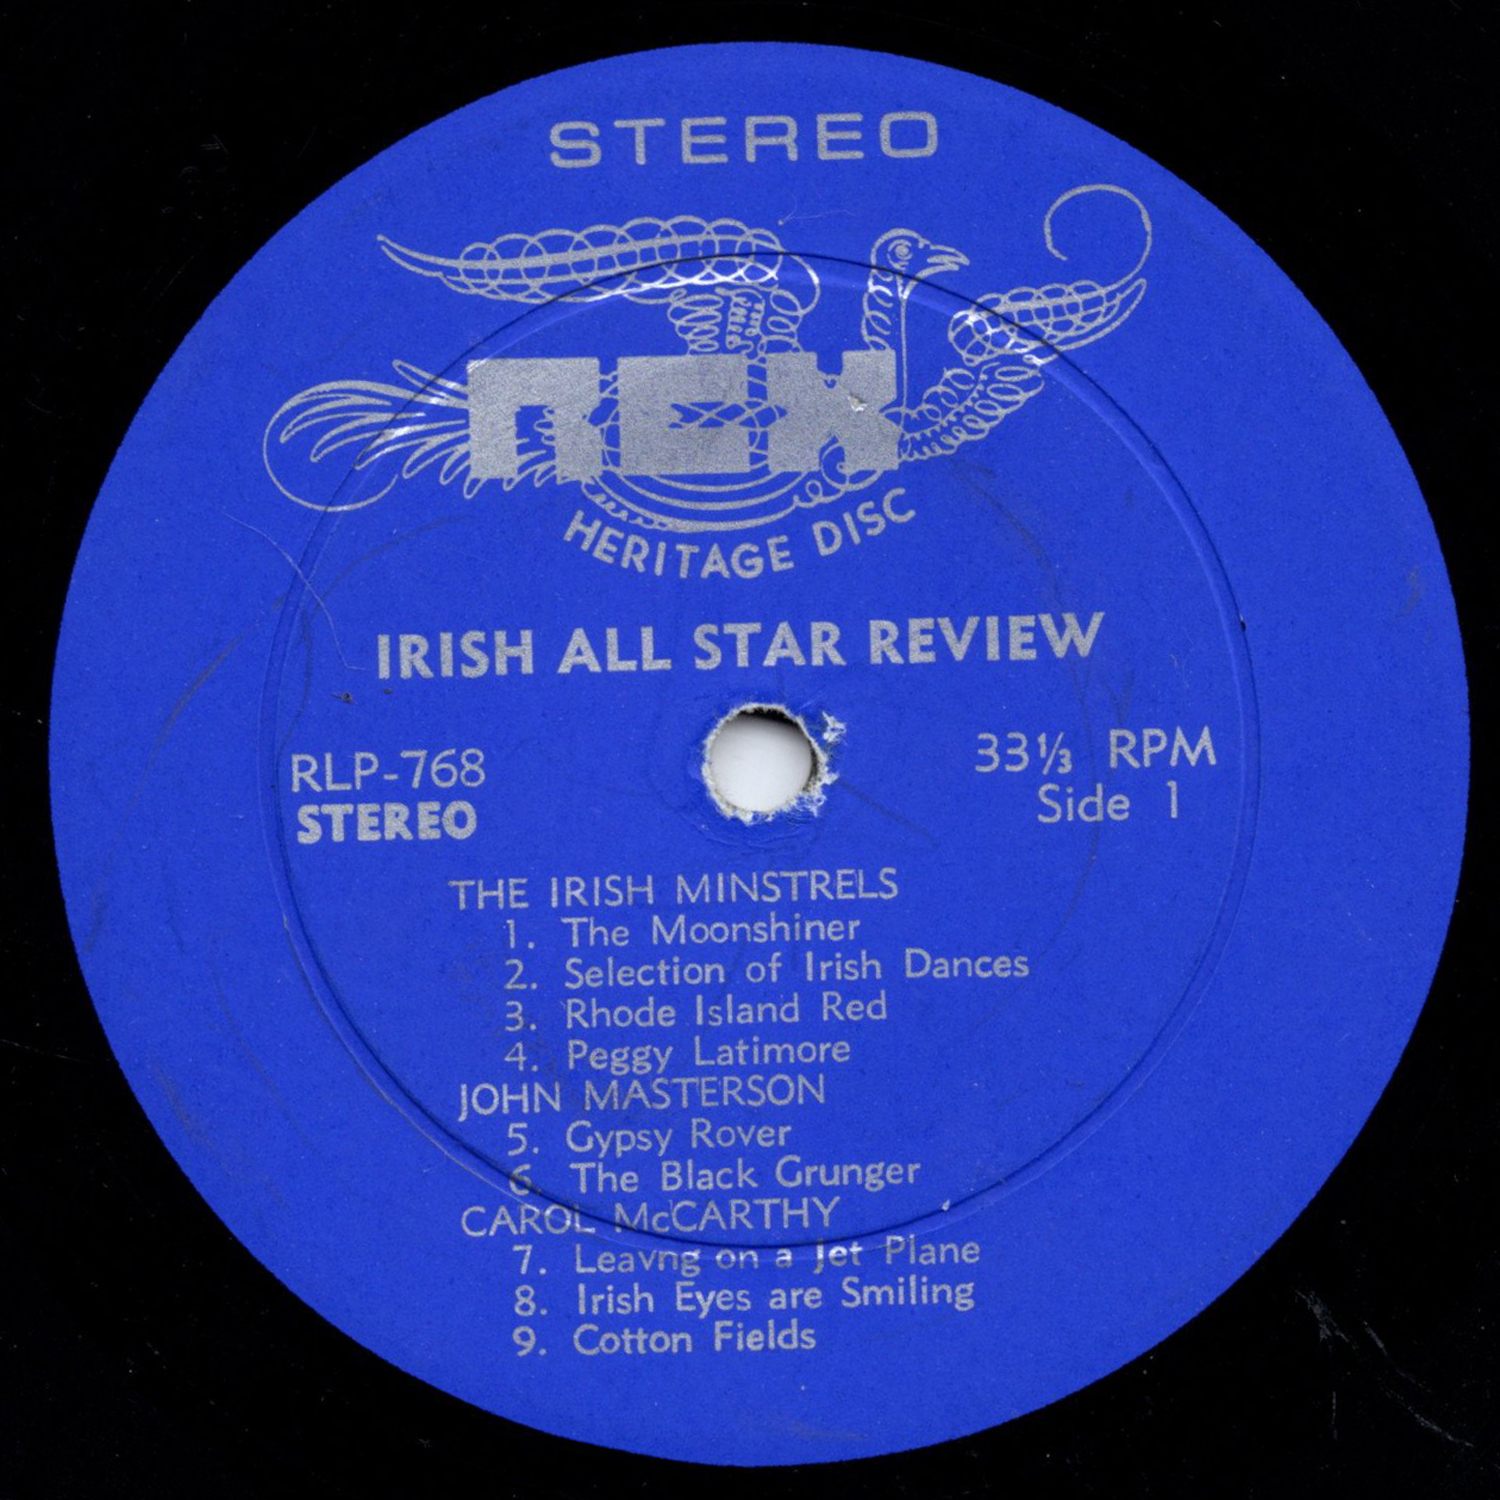 STEREO
REX
HERITAGE DISC
IRISH ALL STAR REVIEW
RLP-768
STEREO
33 1/3 RPM
Side 1
THE IRISH MINSTRELS
1. The Moonshiner
2. Selection of Irish Dances
3. Rhode Island Red
4. Peggy Latimore
JOHN MASTERSON
5. Gypsy Rover
6. The Black Grunger
CAROL McCARTHY
7. Leavng on a Jet Plane
8. Irish Eyes are Smiling
9. Cotton Fields